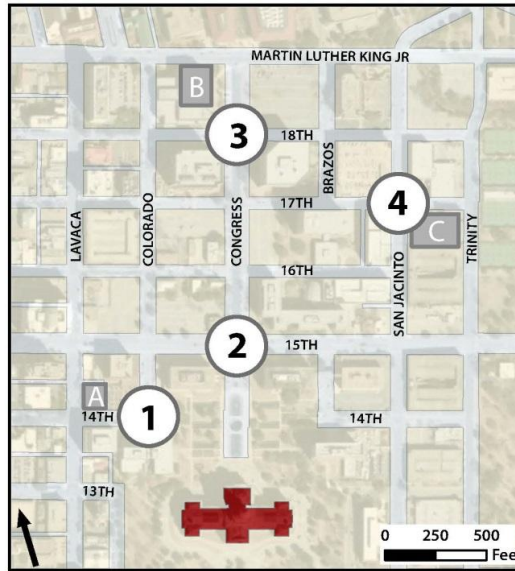 MARTIN LUTHER KING JR
B
3
18TH
BRAZOS
17TH
4
C
LAVACA
COLORADO
CONGRESS
TRINITY
16TH
SAN JACINTO
2
15TH
A
14TH
1
14TH
13TH
0 250 500
Fee